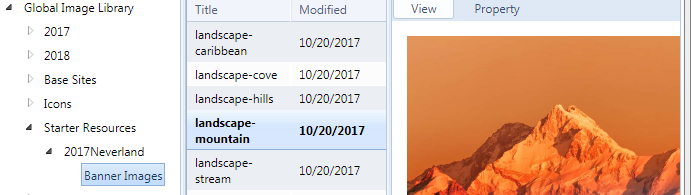 Global Image Library
2017
2018
Base Sites
Icons
Starter Resources
2017Neverland
Banner Images
Title Modified
landscape-
caribbean 10/20/2017
landscape-cove 10/20/2017
landscape-hills 10/20/2017
landscape-
mountain 10/20/2017
landscape-
stream 10/20/2017
View Property